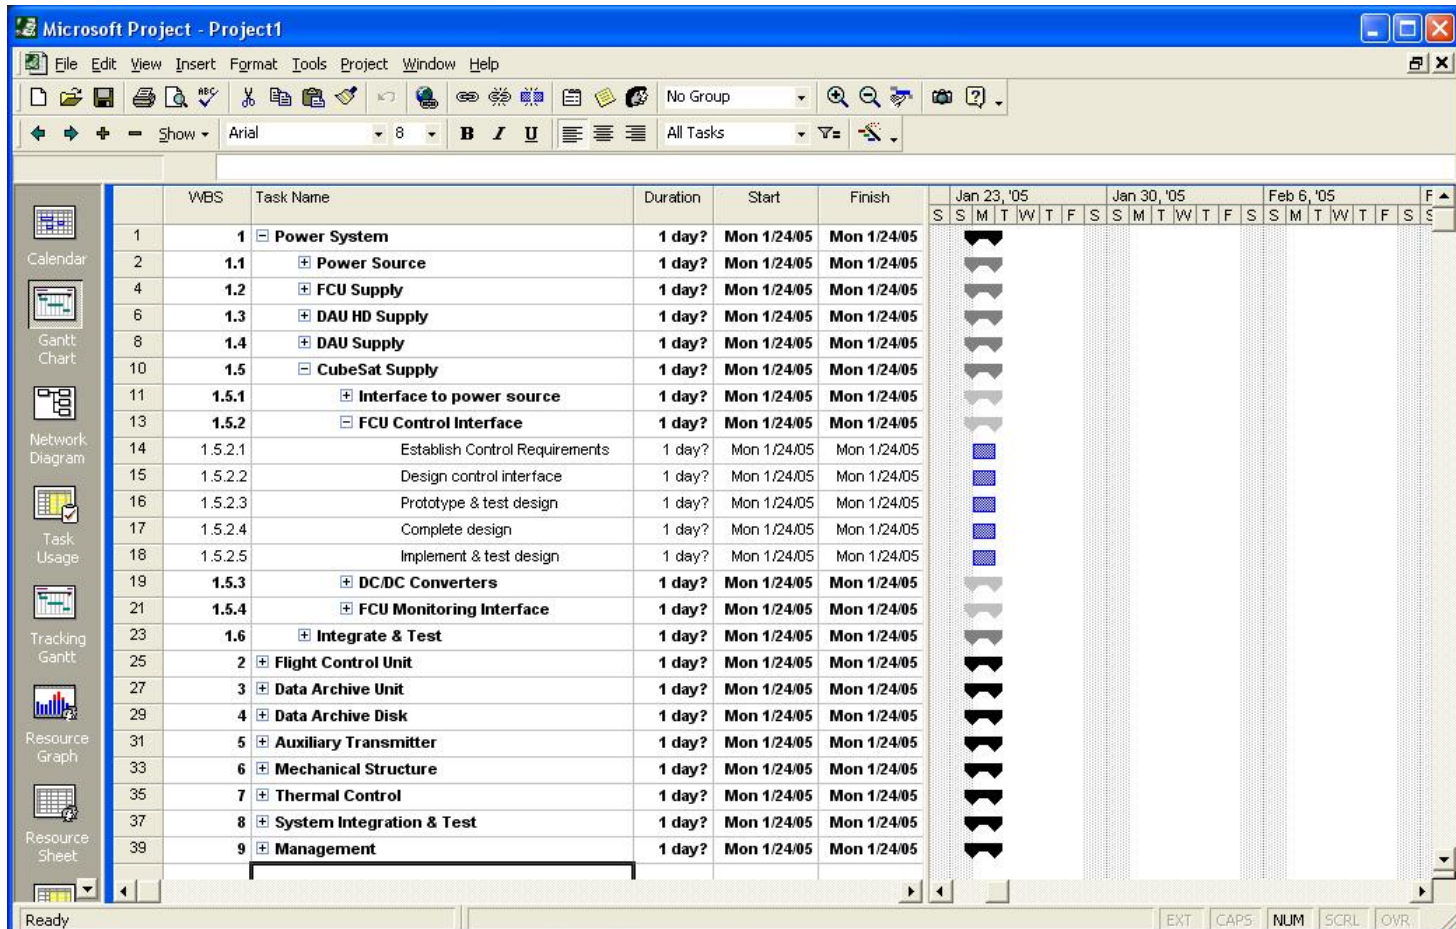 Microsoft Project - Project1
File Edit View Insert Format Tools Project Window Help
ABC No Group
Show Arial 8 B I U All Tasks
WBS Task Name Duration Start Finish Jan 23, '05 Jan 30, '05 Feb 6, '05 F
S S M T W T F S S M T W T F S S M T W T F S S
1 1 Power System 1 day? Mon 1/24/05 Mon 1/24/05
Calendar
2 1.1 Power Source 1 day? Mon 1/24/05 Mon 1/24/05
4 1.2 FCU Supply 1 day? Mon 1/24/05 Mon 1/24/05
6 1.3 DAU HD Supply 1 day? Mon 1/24/05 Mon 1/24/05
Gantt
Chart
8 1.4 DAU Supply 1 day? Mon 1/24/05 Mon 1/24/05
10 1.5 CubeSat Supply 1 day? Mon 1/24/05 Mon 1/24/05
11 1.5.1 Interface to power source 1 day? Mon 1/24/05 Mon 1/24/05
13 1.5.2 FCU Control Interface 1 day? Mon 1/24/05 Mon 1/24/05
Network
Diagram
14 1.5.2.1 Establish Control Requirements 1 day? Mon 1/24/05 Mon 1/24/05
15 1.5.2.2 Design control interface 1 day? Mon 1/24/05 Mon 1/24/05
16 1.5.2.3 Prototype & test design 1 day? Mon 1/24/05 Mon 1/24/05
17 1.5.2.4 Complete design 1 day? Mon 1/24/05 Mon 1/24/05
Task
Usage
18 1.5.2.5 Implement & test design 1 day? Mon 1/24/05 Mon 1/24/05
19 1.5.3 DC/DC Converters 1 day? Mon 1/24/05 Mon 1/24/05
21 1.5.4 FCU Monitoring Interface 1 day? Mon 1/24/05 Mon 1/24/05
23 1.6 Integrate & Test 1 day? Mon 1/24/05 Mon 1/24/05
Tracking
Gantt
25 2 Flight Control Unit 1 day? Mon 1/24/05 Mon 1/24/05
27 3 Data Archive Unit 1 day? Mon 1/24/05 Mon 1/24/05
29 4 Data Archive Disk 1 day? Mon 1/24/05 Mon 1/24/05
31 5 Auxiliary Transmitter 1 day? Mon 1/24/05 Mon 1/24/05
Resource
Graph
33 6 Mechanical Structure 1 day? Mon 1/24/05 Mon 1/24/05
35 7 Thermal Control 1 day? Mon 1/24/05 Mon 1/24/05
37 8 System Integration & Test 1 day? Mon 1/24/05 Mon 1/24/05
Resource
Sheet
39 9 Management 1 day? Mon 1/24/05 Mon 1/24/05
Ready EXT CAPS NUM SCRL OVR